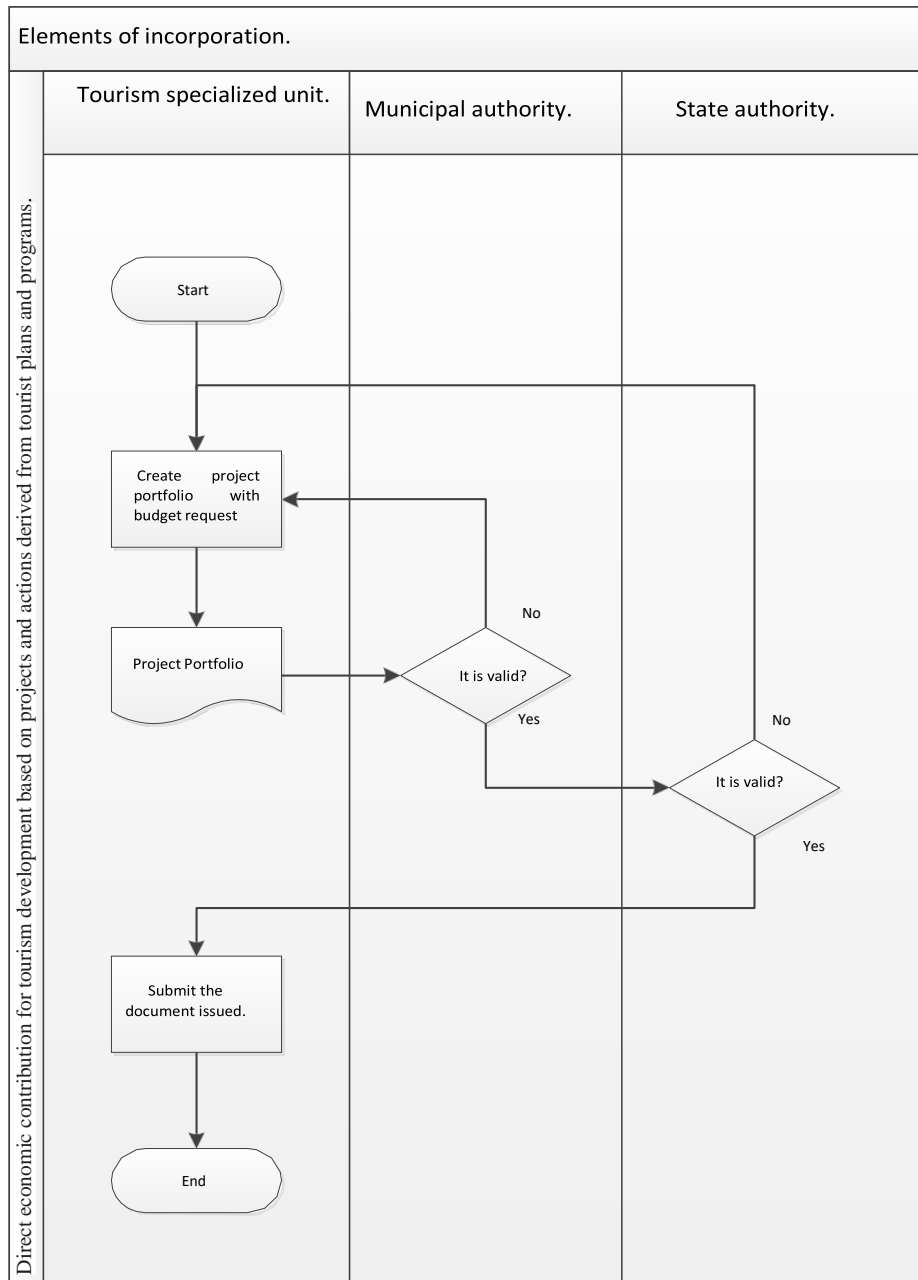 Elements of incorporation.
Tourism specialized unit.
Municipal authority.
State authority.
Direct economic contribution for tourism development based on projects and actions derived from tourist plans and programs.
Start
Create project
portfolio with
budget request
No
Project Portfolio
It is valid?
Yes
No
It is valid?
Yes
Submit the
document issued.
End